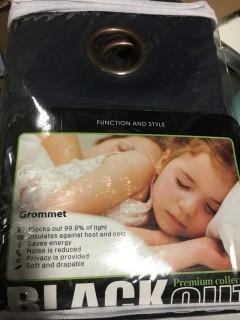 FUNCTION AND STYLE
Grommet
Blocks out 99.9% of light
Insulates against heat and cold
Saves energy
Noise is reduced
Privacy is provided
Soft and drapable
Premium collec
BLACKOUT